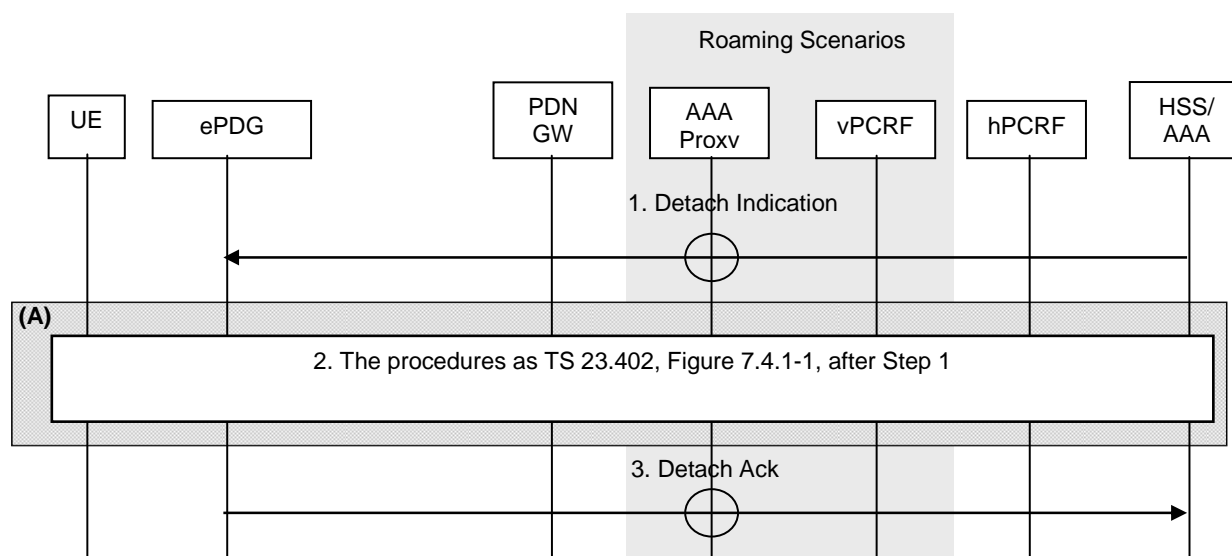 Roaming Scenarios
UE
ePDG
PDN
GW
AAA
Proxv
vPCRF
hPCRF
HSS/
AAA
1. Detach Indication
(A)
2. The procedures as TS 23.402, Figure 7.4.1-1, after Step 1
3. Detach Ack